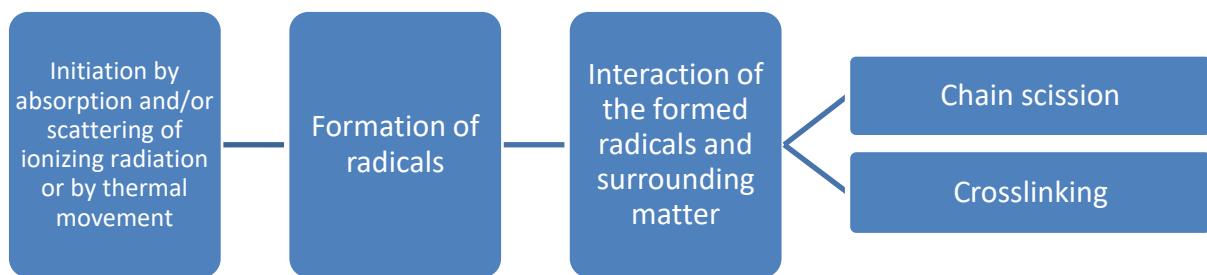 Initiation by
absorption and/or
scattering of
ionizing radiation
or by thermal
movement
Formation of
radicals
Interaction of
the formed
radicals and
surrounding
matter
Chain scission
Crosslinking